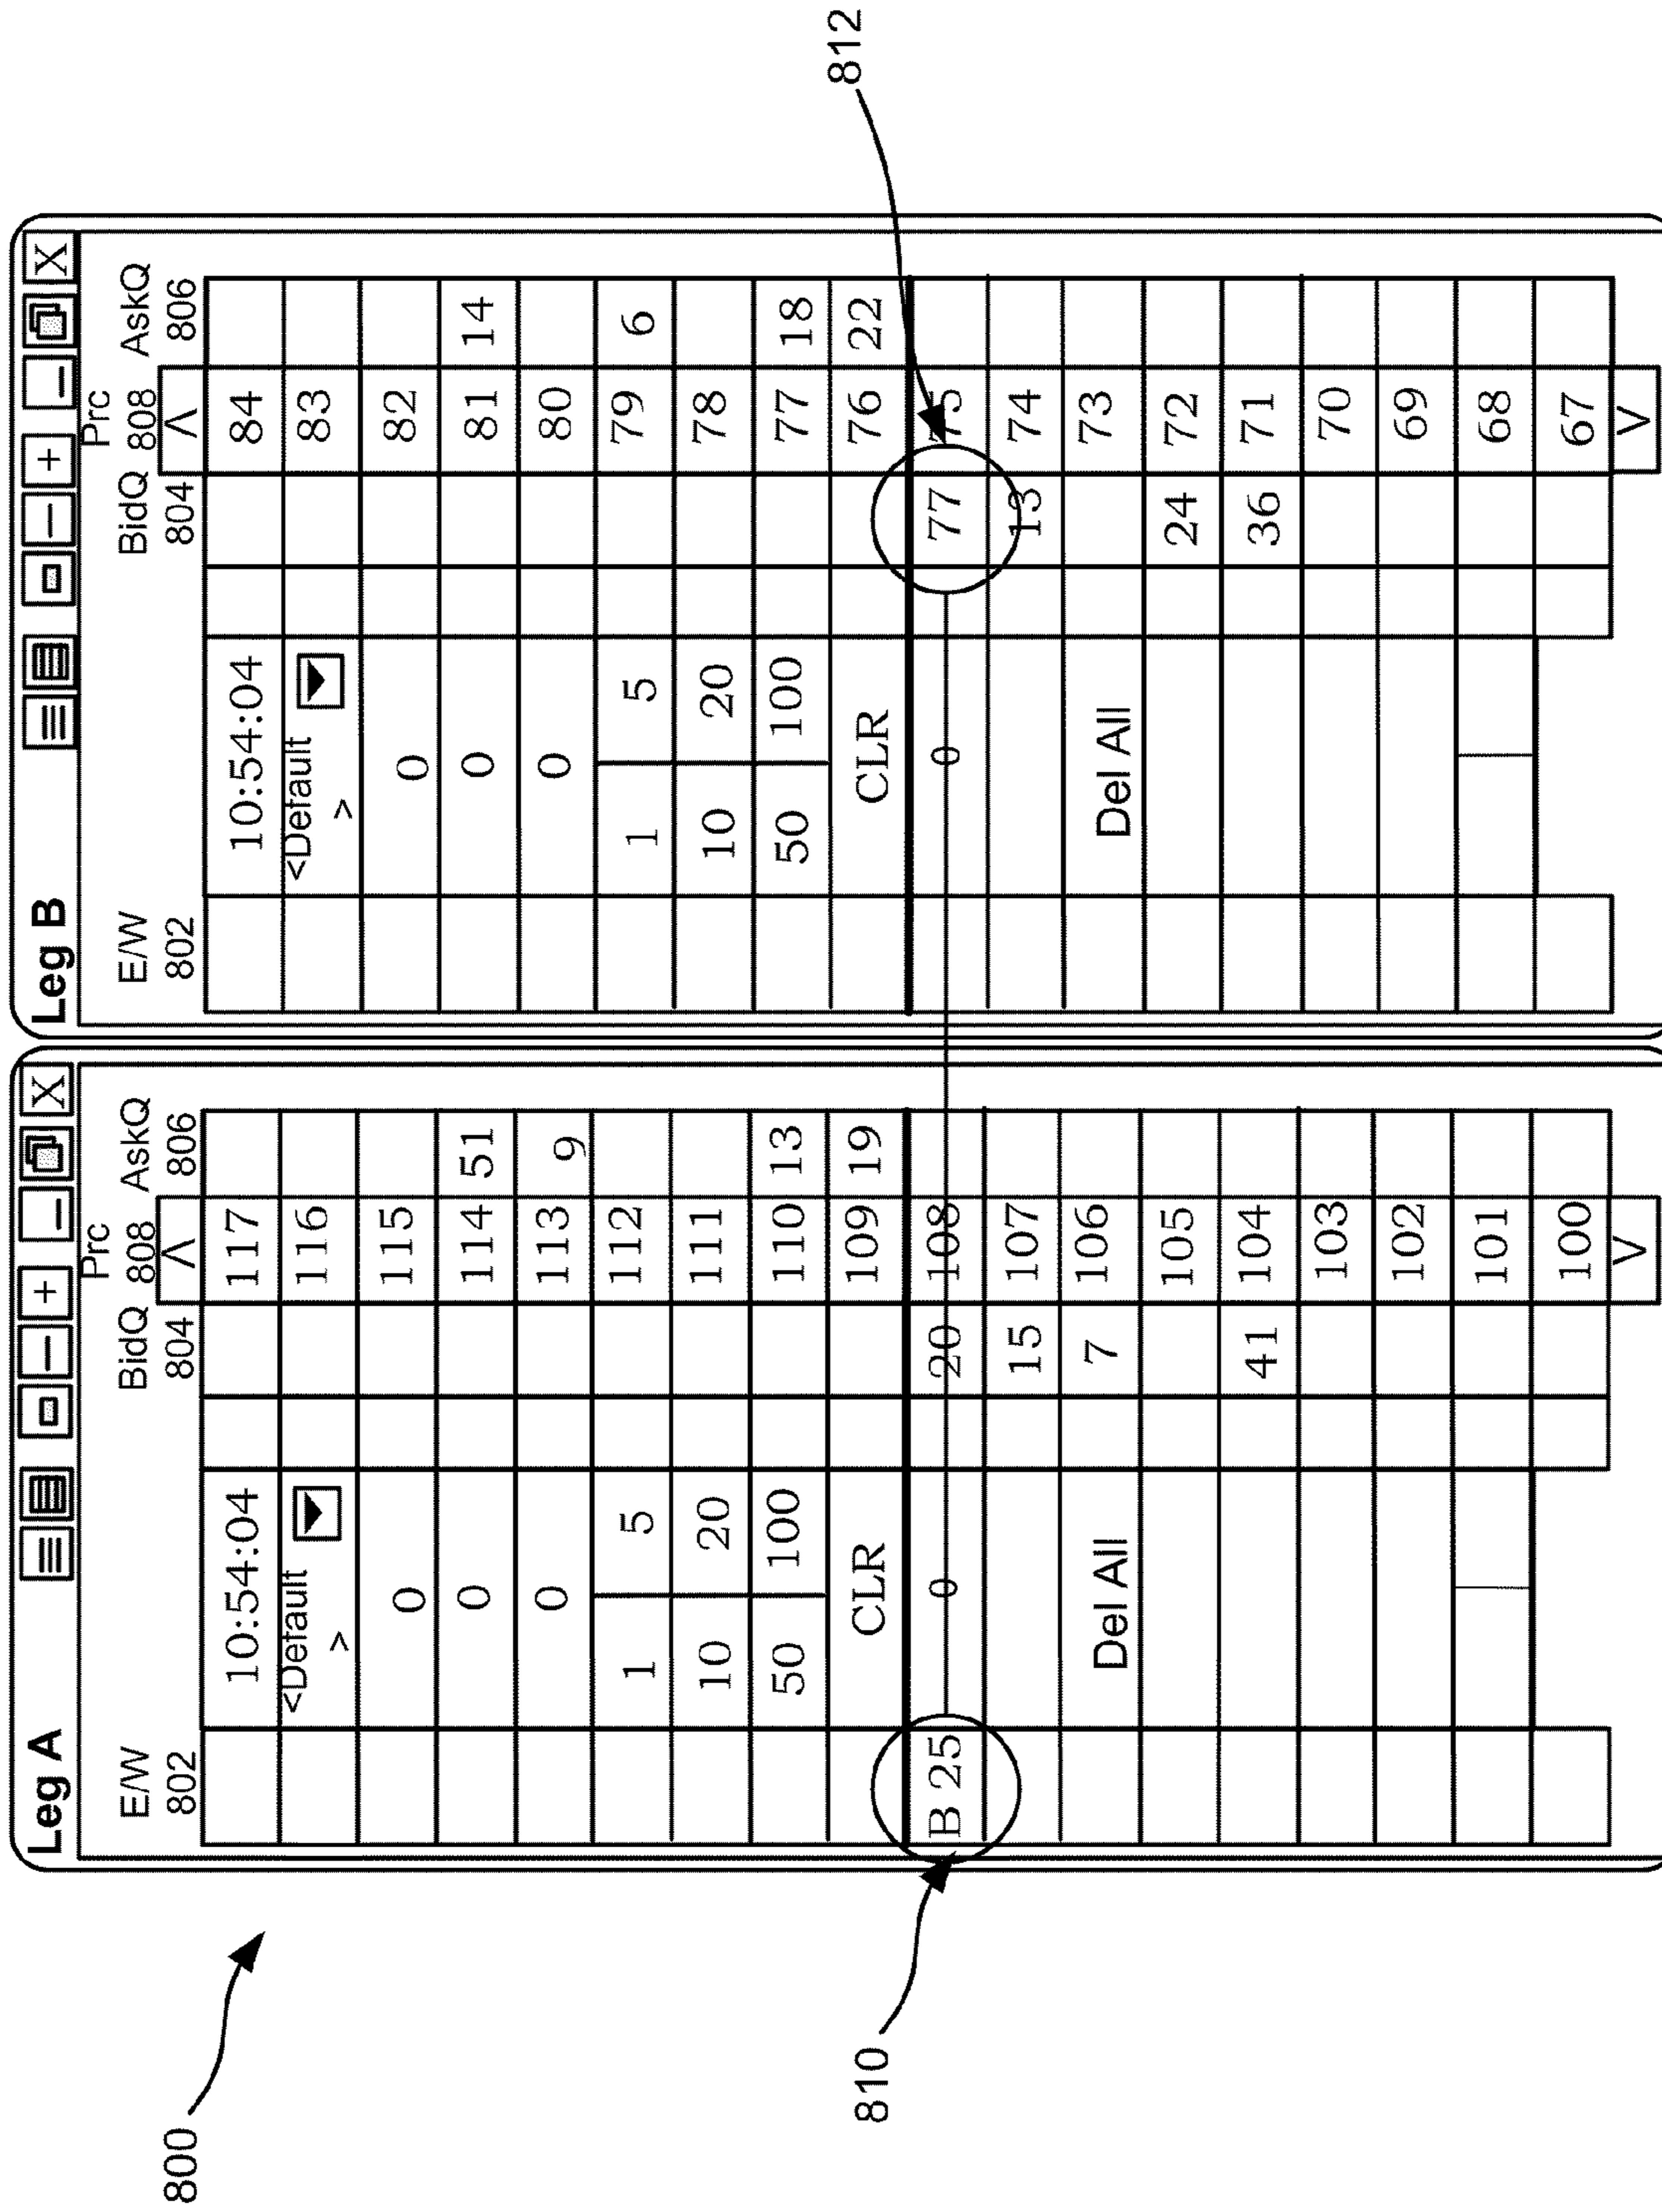 800
Leg A
X
Prc
E/W BidQ AskQ
802 804 808 806
10:54:04 117
<Default 116
>
0 115
0 114 51
0 113 9
1 5 112
10 20 111
50 100 110 13
CLR 109 19
B 25 0 20 108
15 107
Del All 7 106
105
41 104
103
102
101
100
Leg B
X
Prc
E/W BidQ AskQ
802 804 808 806
10:54:04 84
<Default 83
>
0 82
0 81 14
0 80
1 5 79 6
10 20 78
50 100 77 18
CLR 76 22
0 77 75
13 74
Del All 73
24 72
36 71
70
69
68
67
810
812